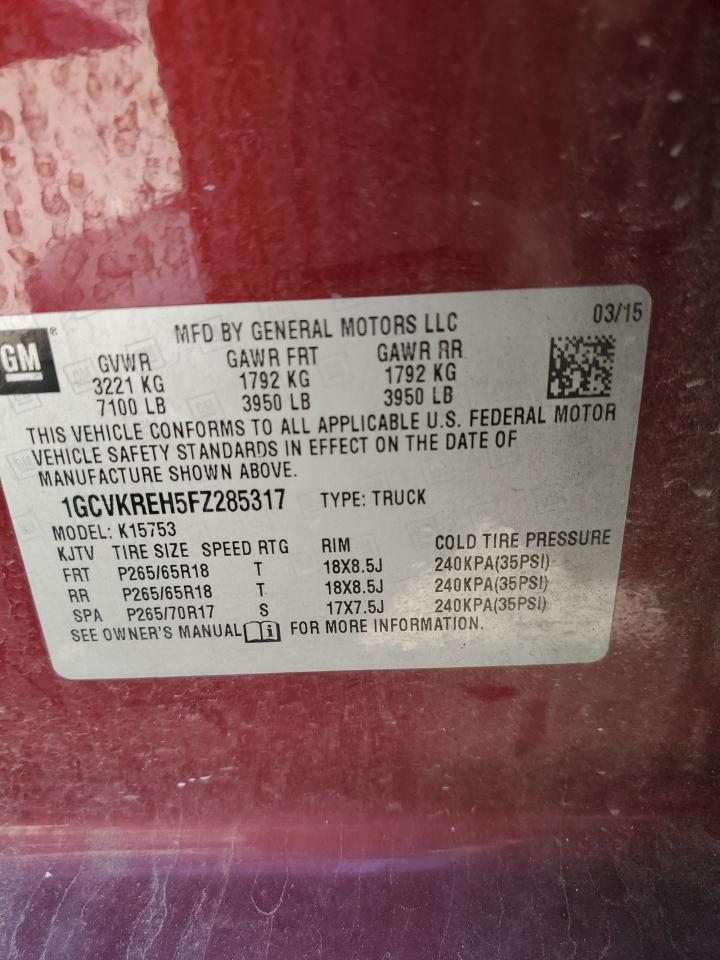 GM
®
MFD BY GENERAL MOTORS LLC 03/15
GVWR GAWR FRT GAWR RR
3221 KG 1792 KG 1792 KG
7100 LB 3950 LB 3950 LB
THIS VEHICLE CONFORMS TO ALL APPLICABLE U.S. FEDERAL MOTOR
VEHICLE SAFETY STANDARDS IN EFFECT ON THE DATE OF
MANUFACTURE SHOWN ABOVE.
1GCVKREH5FZ285317 TYPE: TRUCK
MODEL: K15753
KJTV TIRE SIZE SPEED RTG RIM COLD TIRE PRESSURE
FRT P265/65R18 T 18X8.5J 240KPA(35PSI)
RR P265/65R18 T 18X8.5J 240KPA(35PSI)
SPA P265/70R17 S 17X7.5J 240KPA(35PSI)
SEE OWNER'S MANUAL i FOR MORE INFORMATION.